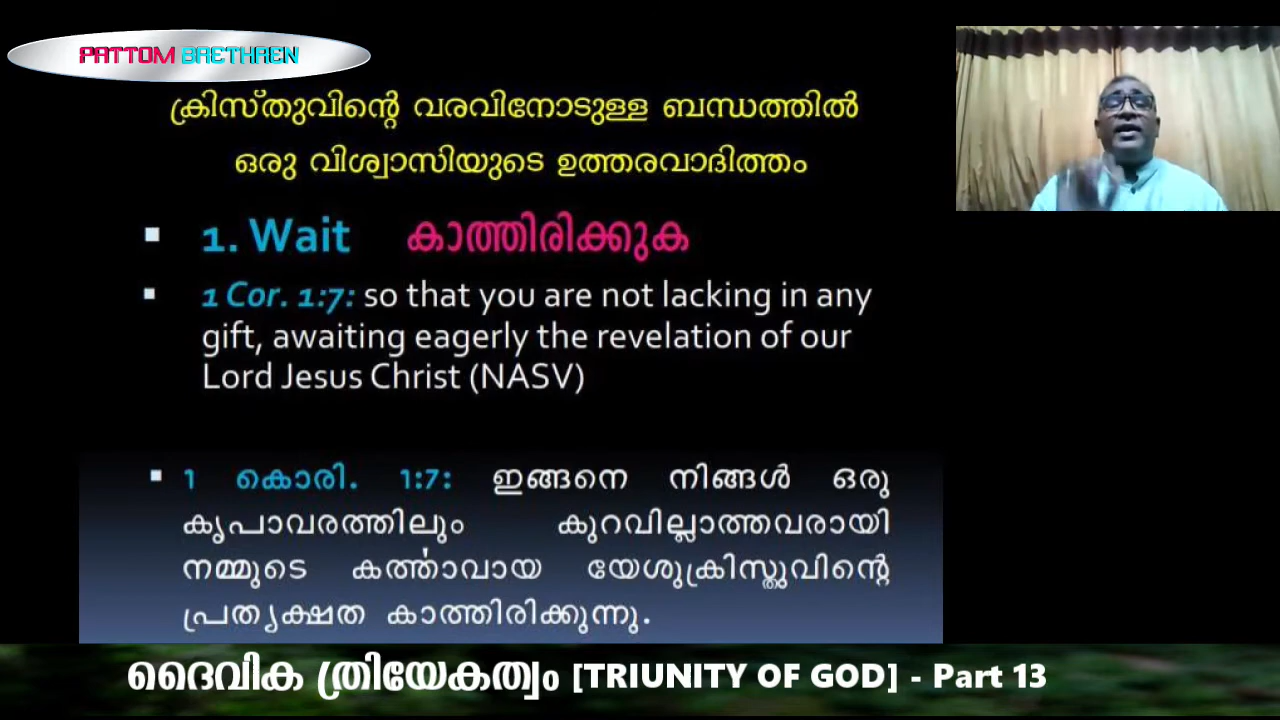 PATTOM BRETHREN
ക്രിസ്തുവിന്റെ വരവിനോടുള്ള ബന്ധത്തിൽ
ഒരു വിശ്വാസിയുടെ ഉത്തരവാദിത്തം
1. Wait കാത്തിരിക്കുക
1 Cor. 1:7: so that you are not lacking in any
gift, awaiting eagerly the revelation of our
Lord Jesus Christ (NASV)
1 കൊരി. 1:7: ഇങ്ങനെ നിങ്ങൾ ഒരു
കൃപാവരത്തിലും കുറവില്ലാത്തവരായി
നമ്മുടെ കൎത്താവായ യേശുക്രിസ്തുവിന്റെ
പ്രത്യക്ഷത കാത്തിരിക്കുന്നു.
ദൈവിക ത്രിയേകത്വം [TRIUNITY OF GOD] - Part 13